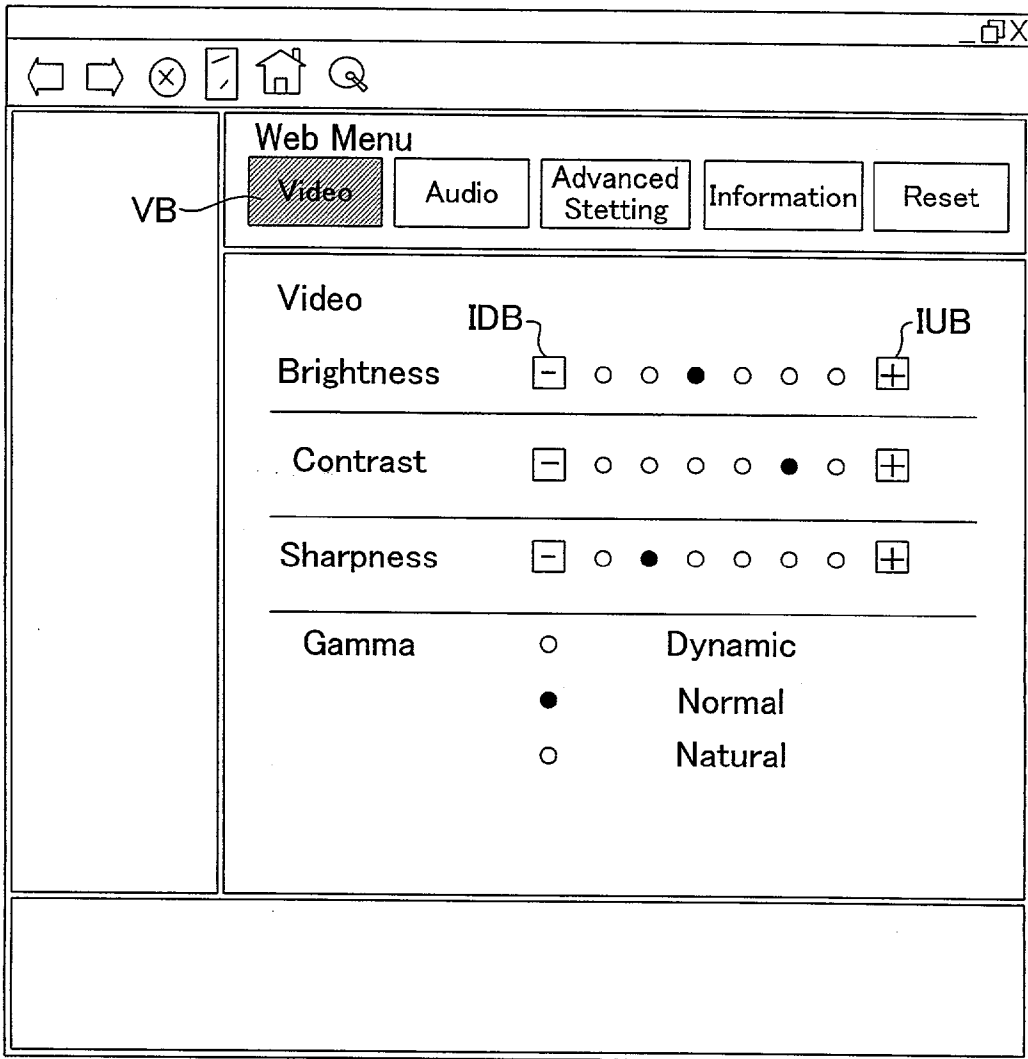 Web Menu
VB Video Audio Advanced Stetting Information Reset
Video
IDB IUB
Brightness - +
Contrast - +
Sharpness - +
Gamma Dynamic
Normal
Natural